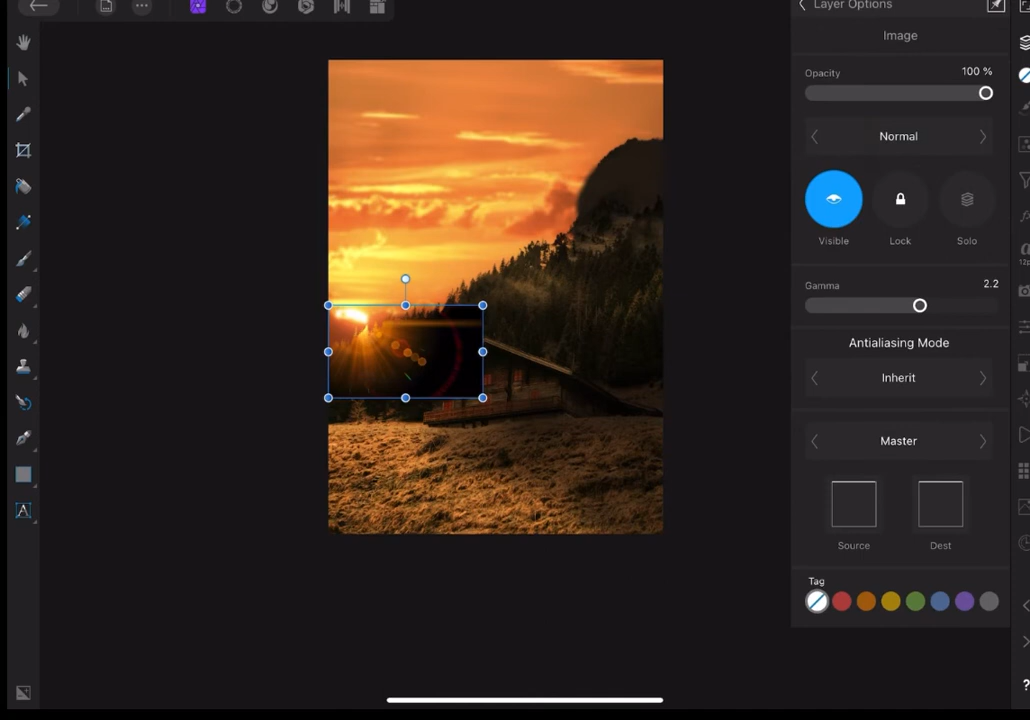 Layer Options
Image
Opacity 100 %
Normal
Visible Lock Solo
Gamma 2.2
Antialiasing Mode
Inherit
Master
Source Dest
Tag
A
?